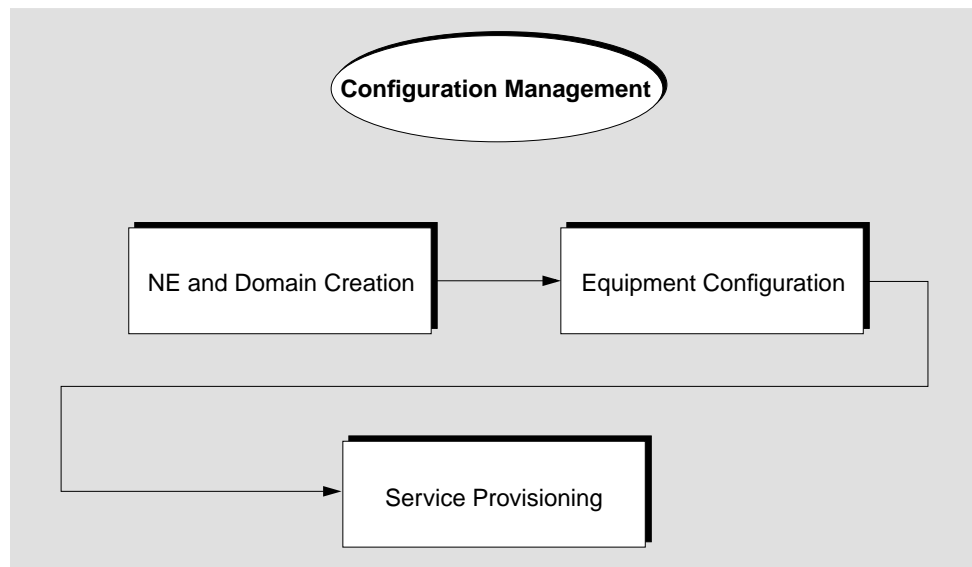 Configuration Management
NE and Domain Creation
Equipment Configuration
Service Provisioning